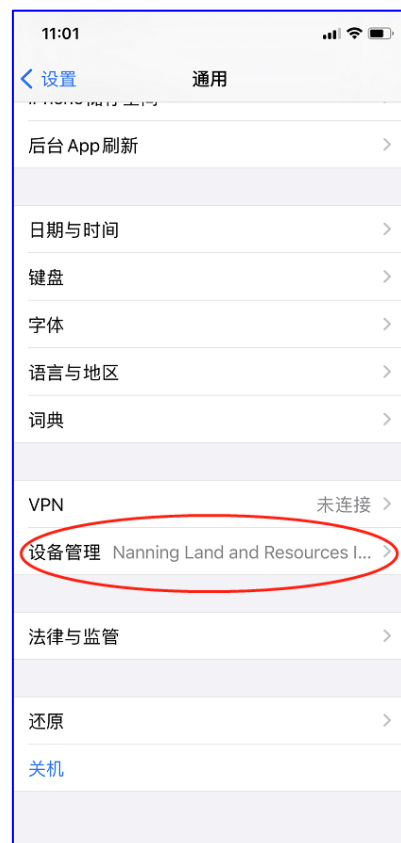 11:01
设置
通用
后台 App 刷新
日期与时间
键盘
字体
语言与地区
词典
VPN 未连接
设备管理 Nanning Land and Resources I...
法律与监管
还原
关机